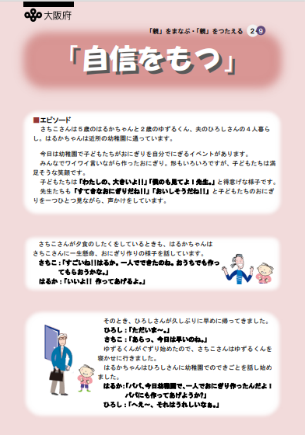 大阪府
「親」をまなぶ・「親」をつたえる 2-6
「自信をもつ」
■エピソード
さちこさんは５歳のはるかちゃんと２歳のゆずるくん、夫のひろしさんの４人暮ら
し。はるかちゃんは近所の幼稚園に通っています。
今日は幼稚園で子どもたちがおにぎりを自分でにぎるイベントがあります。
みんなでワイワイ言いながら作ったおにぎり、形もいろいろですが、子どもたちは満
足そうな笑顔です。
子どもたちは「わたしの、大きいよ!!」「僕のも見てよ！先生。」と得意げな様子です。
先生たちも「すてきなおにぎりだね!!」「おいしそうだね!!」と子どもたちのおにぎ
りを一つひとつ見ながら、声かけをしています。
さちこさんが夕食のしたくをしているときも、はるかちゃんは
さちこさんに一生懸命、おにぎり作りの様子を話しています。
さちこ：「すごいね!!はるか。一人でできたのね。おうちでも作っ
てもらおうかな。」
はるか：「いいよ!! 作ってあげるよ。」
そのとき、ひろしさんが久しぶりに早めに帰ってきました。
ひろし：「ただいま〜。」
さちこ：「あらっ、今日は早いのね。」
ゆずるくんがぐずり始めたので、さちこさんはゆずるくんを
寝かせに行きました。
はるかちゃんはひろしさんに幼稚園でのできごとを話し始め
ました。
はるか：「パパ、今日幼稚園で、一人でおにぎり作ったんだよ！
パパにも作ってあげようか？」
ひろし：「へえ〜、それはうれしいなぁ。」